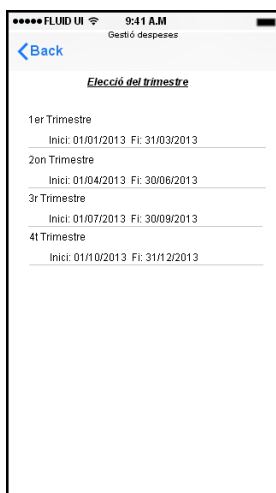 FLUID UI 9:41 A.M
Gestió despeses
Back
Elecció del trimestre
1er Trimestre
Inici: 01/01/2013 Fi: 31/03/2013
2on Trimestre
Inici: 01/04/2013 Fi: 30/06/2013
3r Trimestre
Inici: 01/07/2013 Fi: 30/09/2013
4t Trimestre
Inici: 01/10/2013 Fi: 31/12/2013